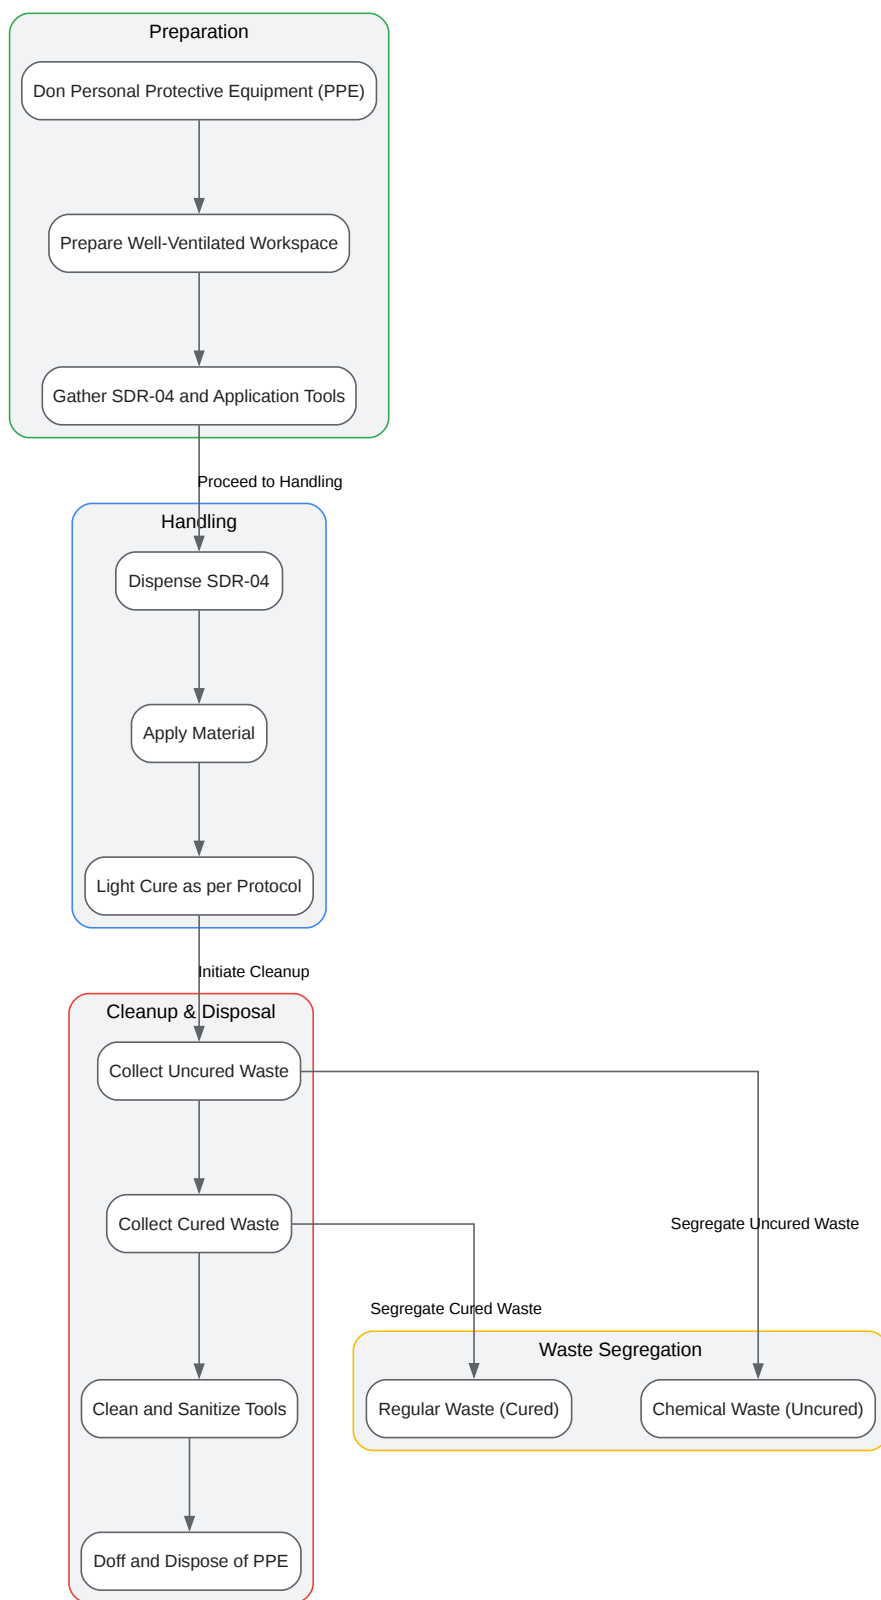 Preparation
Don Personal Protective Equipment (PPE)
Prepare Well-Ventilated Workspace
Gather SDR-04 and Application Tools
Proceed to Handling
Handling
Dispense SDR-04
Apply Material
Light Cure as per Protocol
Initiate Cleanup
Cleanup & Disposal
Collect Uncured Waste
Collect Cured Waste
Segregate Uncured Waste
Segregate Cured Waste
Waste Segregation
Regular Waste (Cured)
Chemical Waste (Uncured)
Clean and Sanitize Tools
Doff and Dispose of PPE